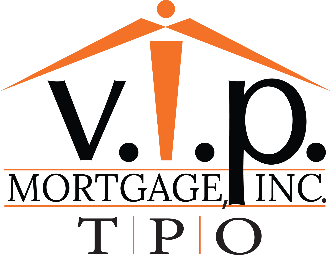 v.i.p.
MORTGAGE, INC.
T|P|O